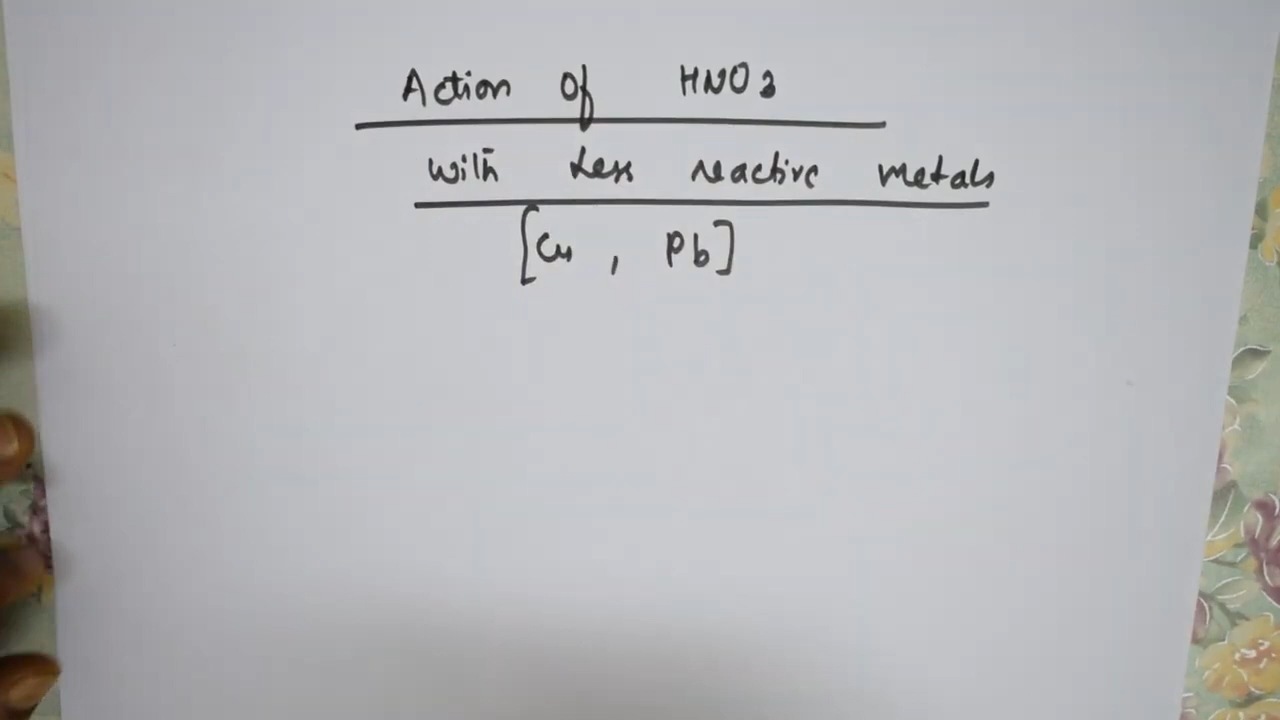 Action Of HNO3
with Less reactive metals
[Cu , Pb]